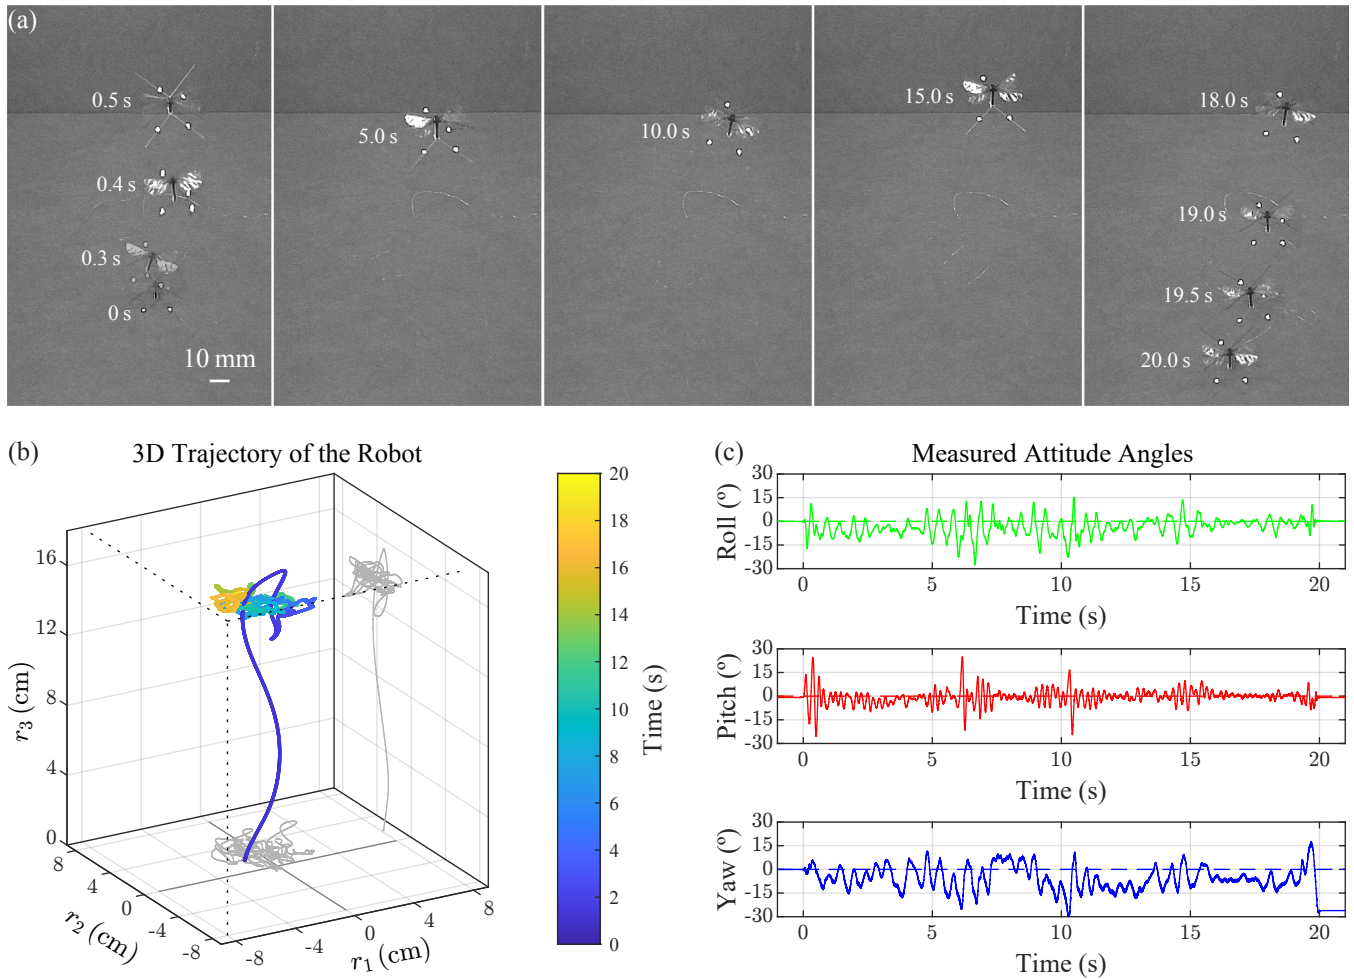 (a)
0.5 s
0.4 s
0.3 s
0 s
10 mm
5.0 s
10.0 s
15.0 s
18.0 s
19.0 s
19.5 s
20.0 s
(b)
3D Trajectory of the Robot
16
12
8
4
0
r3 (cm)
8
4
0
-4
-8
r2 (cm)
-8
-4
0
4
8
r1 (cm)
20
18
16
14
12
10
8
6
4
2
0
Time (s)
(c)
Measured Attitude Angles
30
15
0
-15
-30
Roll (º)
0
5
10
15
20
Time (s)
30
15
0
-15
-30
Pitch (º)
0
5
10
15
20
Time (s)
30
15
0
-15
-30
Yaw (º)
0
5
10
15
20
Time (s)